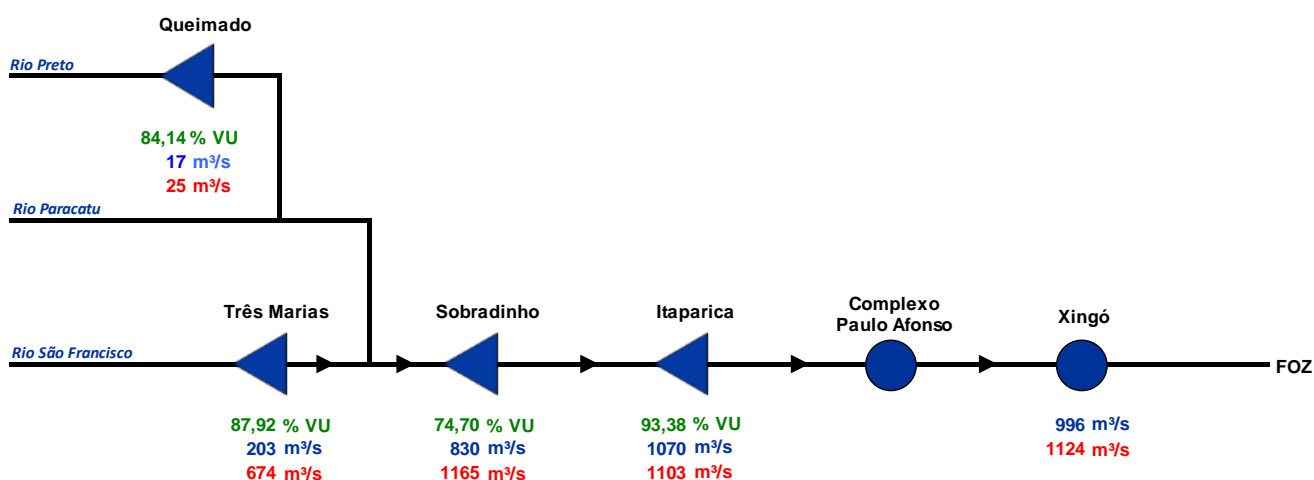 Queimado
Rio Preto
84,14 % VU
17 m³/s
25 m³/s
Rio Paracatu
Três Marias
Sobradinho
Itaparica
Complexo
Paulo Afonso
Xingó
Rio São Francisco
FOZ
87,92 % VU
203 m³/s
674 m³/s
74,70 % VU
830 m³/s
1165 m³/s
93,38 % VU
1070 m³/s
1103 m³/s
996 m³/s
1124 m³/s